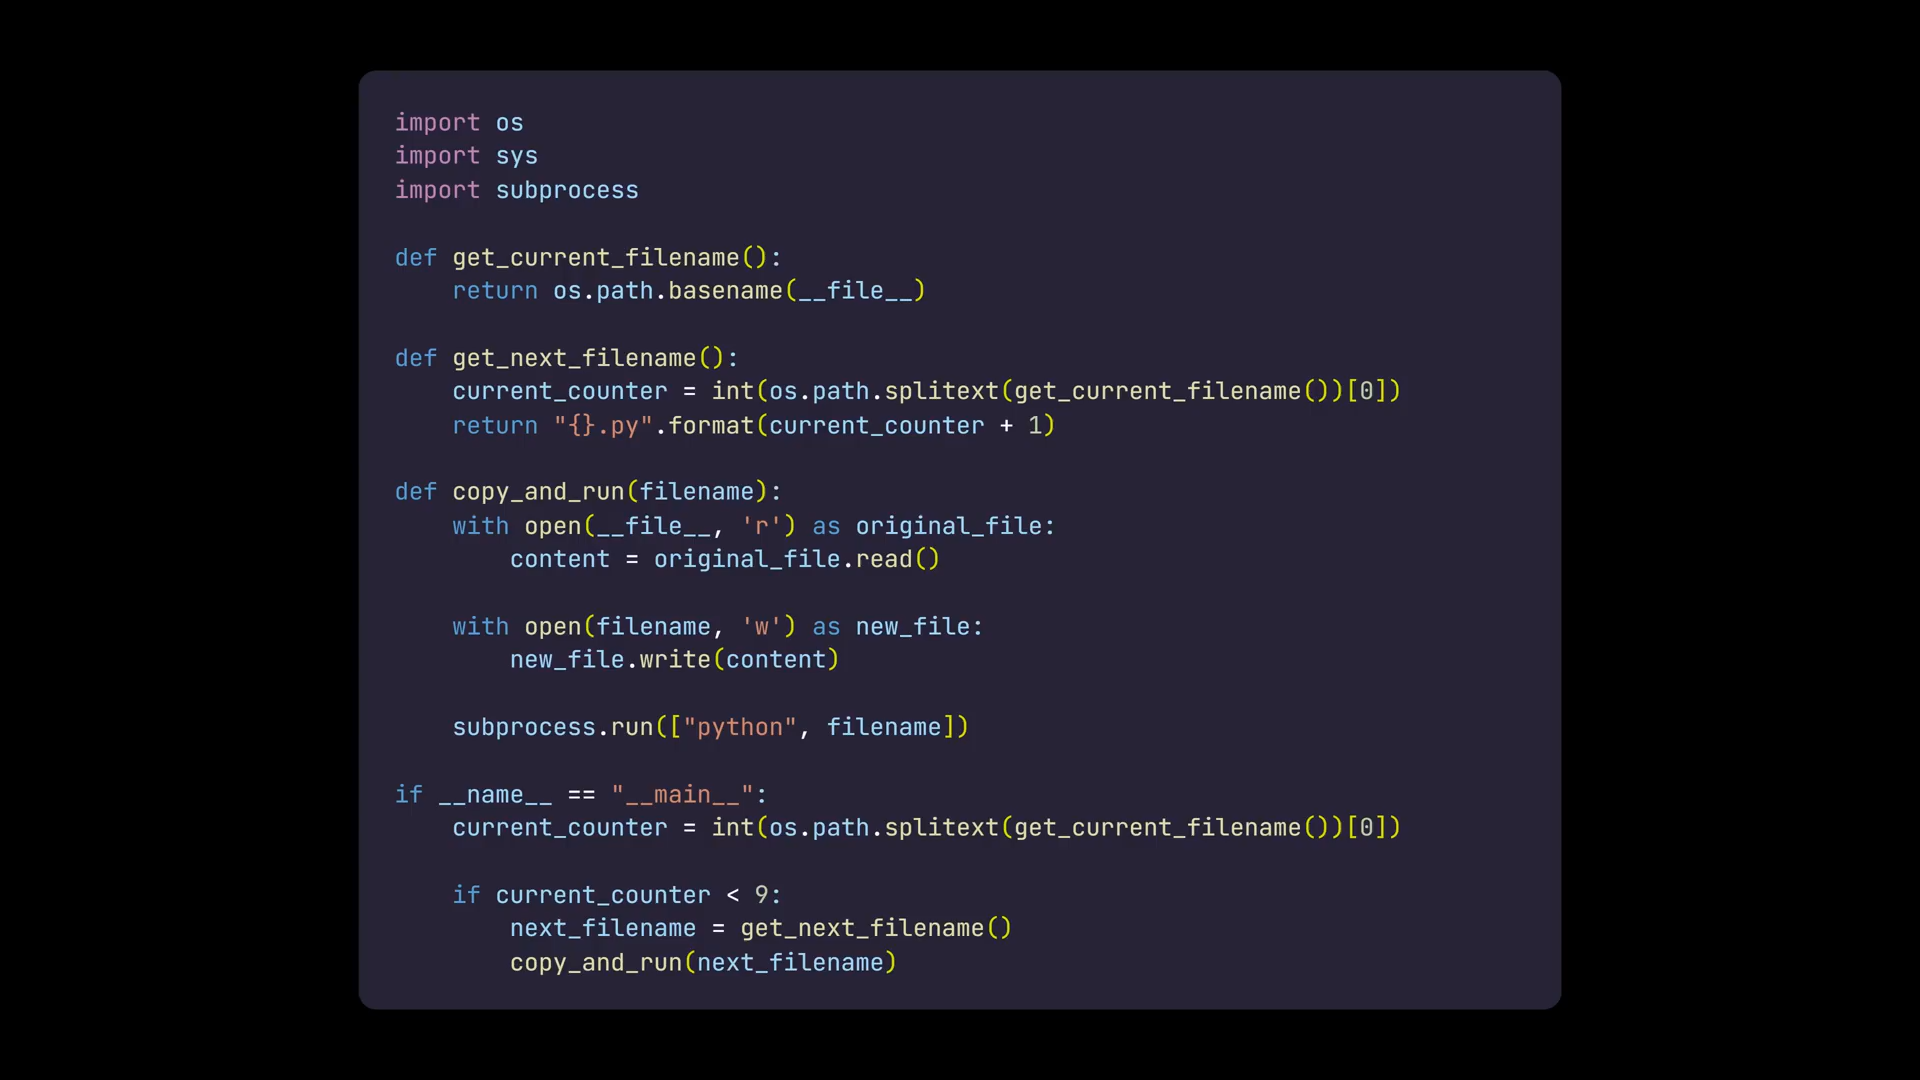 import os
import sys
import subprocess

def get_current_filename():
    return os.path.basename(__file__)

def get_next_filename():
    current_counter = int(os.path.splitext(get_current_filename())[0])
    return "{}.py".format(current_counter + 1)

def copy_and_run(filename):
    with open(__file__, 'r') as original_file:
        content = original_file.read()

    with open(filename, 'w') as new_file:
        new_file.write(content)

    subprocess.run(["python", filename])

if __name__ == "__main__":
    current_counter = int(os.path.splitext(get_current_filename())[0])

    if current_counter < 9:
        next_filename = get_next_filename()
        copy_and_run(next_filename)